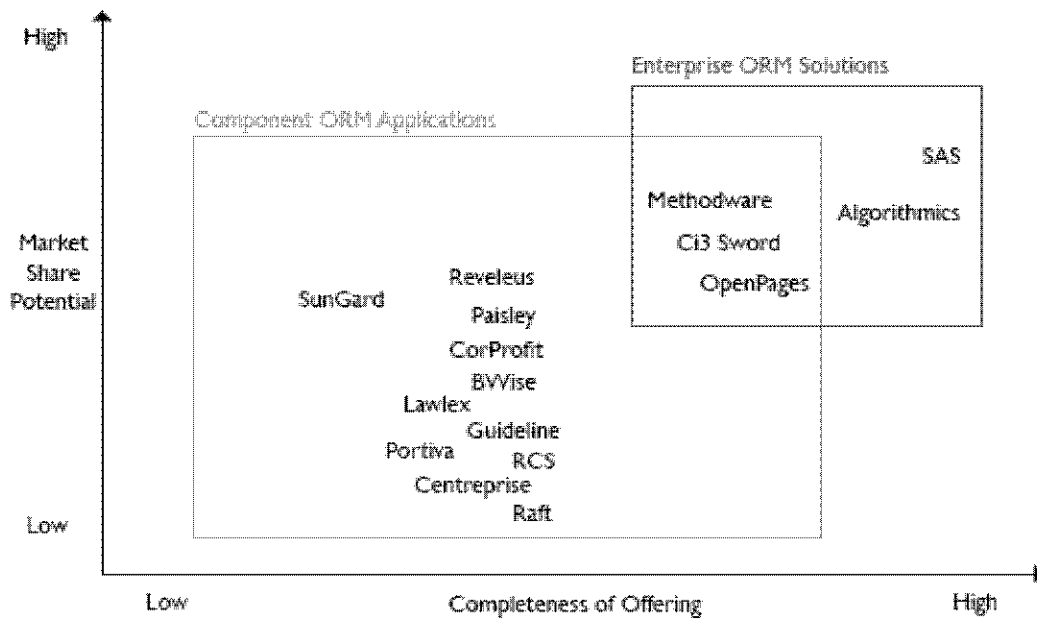 High
Enterprise ORM Solutions
Component ORM Applications
SAS
Methodware
Algorithmics
Market
Share
Potential
Ci3 Sword
Reveleus
OpenPages
SunGard
Paisley
CorProfit
BWise
Lawlex
Guideline
Portiva
RCS
Centreprise
Raft
Low
Low
Completeness of Offering
High